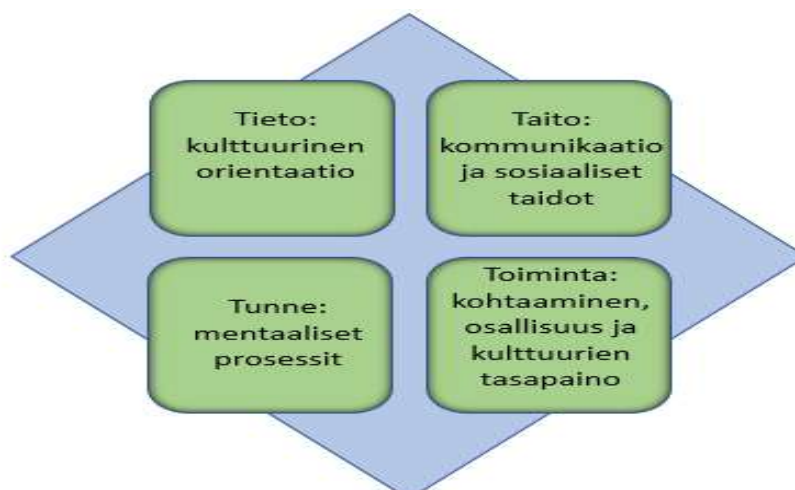 Tieto:
kulttuurinen
orientaatio
Taito:
kommunikaatio
ja sosiaaliset
taidot
Tunne:
mentaaliset
prosessit
Toiminta:
kohtaaminen,
osallisuus ja
kulttuurien
tasapaino